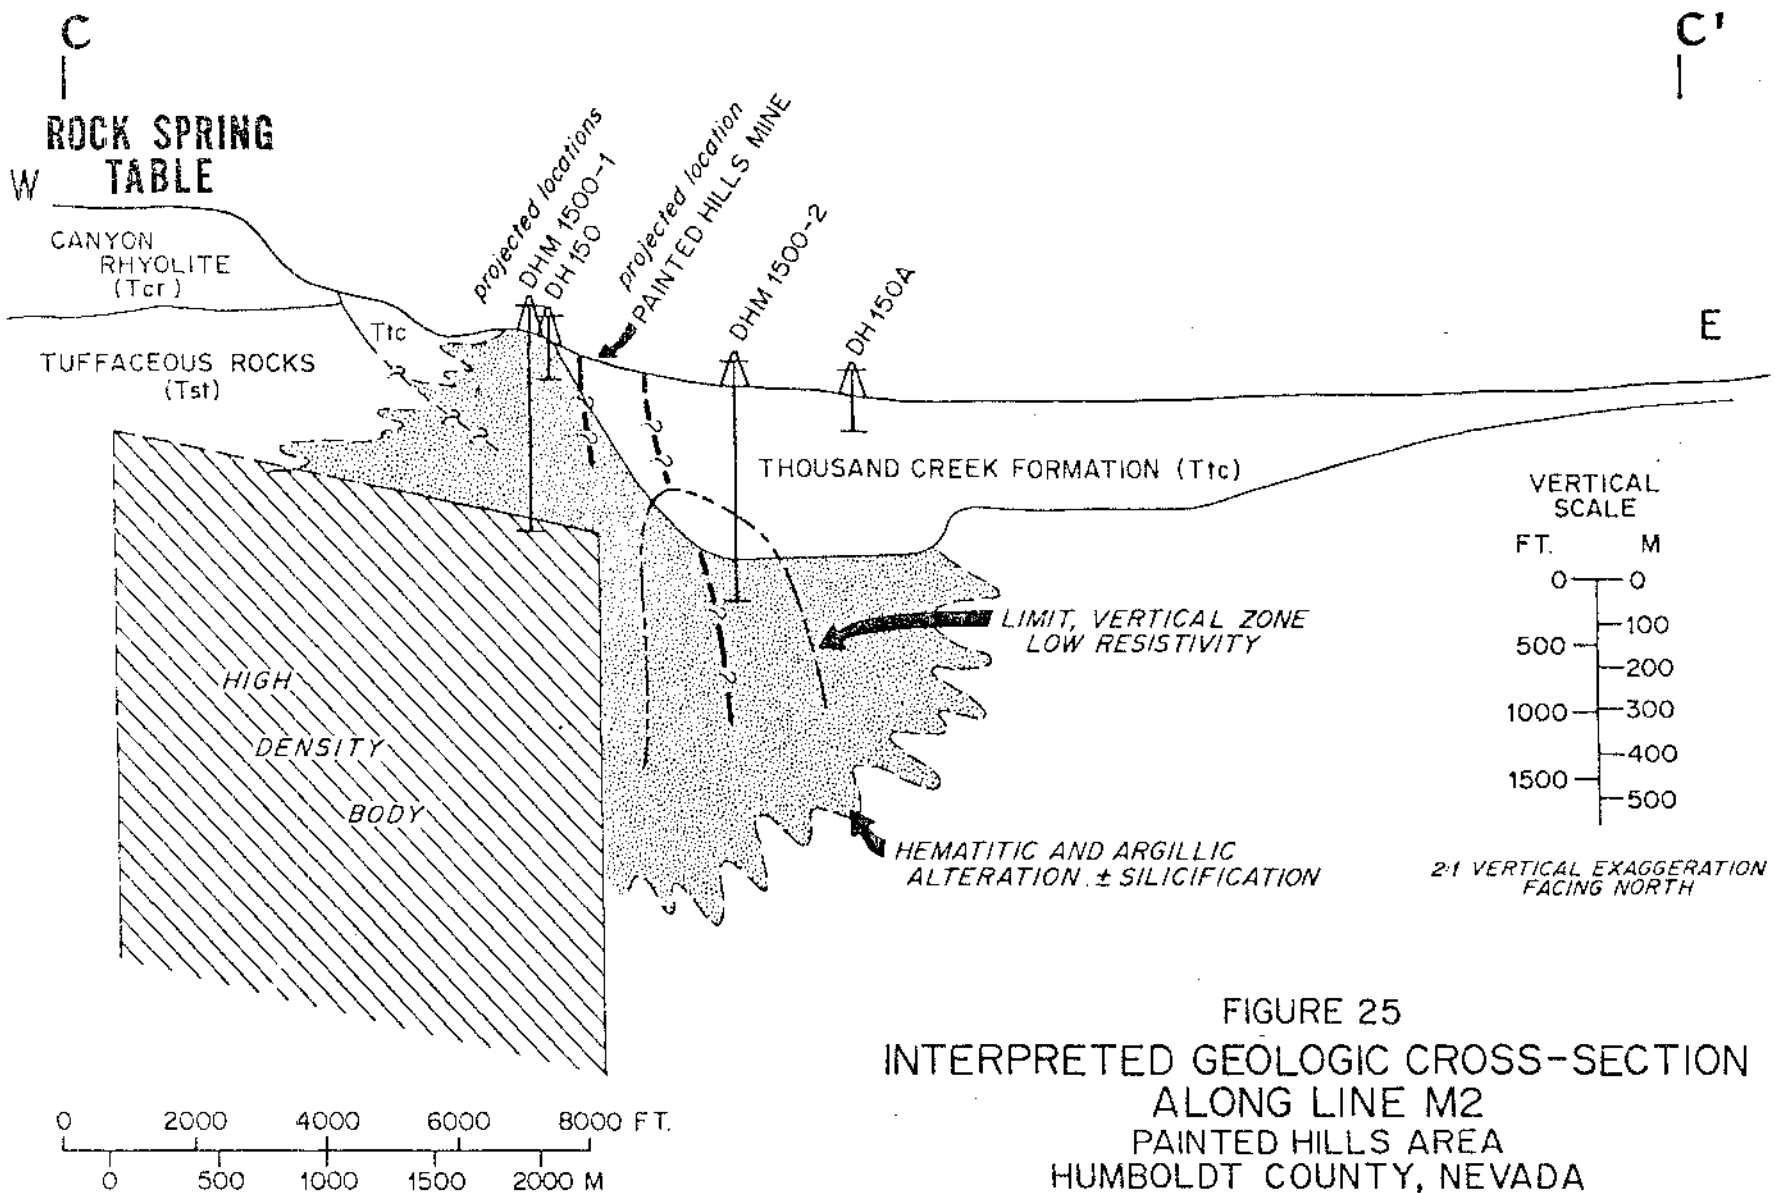 C
C'
ROCK SPRING
TABLE
W
CANYON
RHYOLITE
(Tcr)
TUFFACEOUS ROCKS
(Tst)
Ttc
projected locations
DHM 1500-1
DH 150
projected location
PAINTED HILLS MINE
DHM 1500-2
DH 150A
E
THOUSAND CREEK FORMATION (Ttc)
VERTICAL
SCALE
FT. M
0 0
100
500
200
1000 300
400
1500
500
LIMIT, VERTICAL ZONE
LOW RESISTIVITY
HIGH
DENSITY
BODY
?
?
?
?
HEMATITIC AND ARGILLIC
ALTERATION. ± SILICIFICATION
2:1 VERTICAL EXAGGERATION
FACING NORTH
0 2000 4000 6000 8000 FT.
0 500 1000 1500 2000 M
FIGURE 25
INTERPRETED GEOLOGIC CROSS-SECTION
ALONG LINE M2
PAINTED HILLS AREA
HUMBOLDT COUNTY, NEVADA